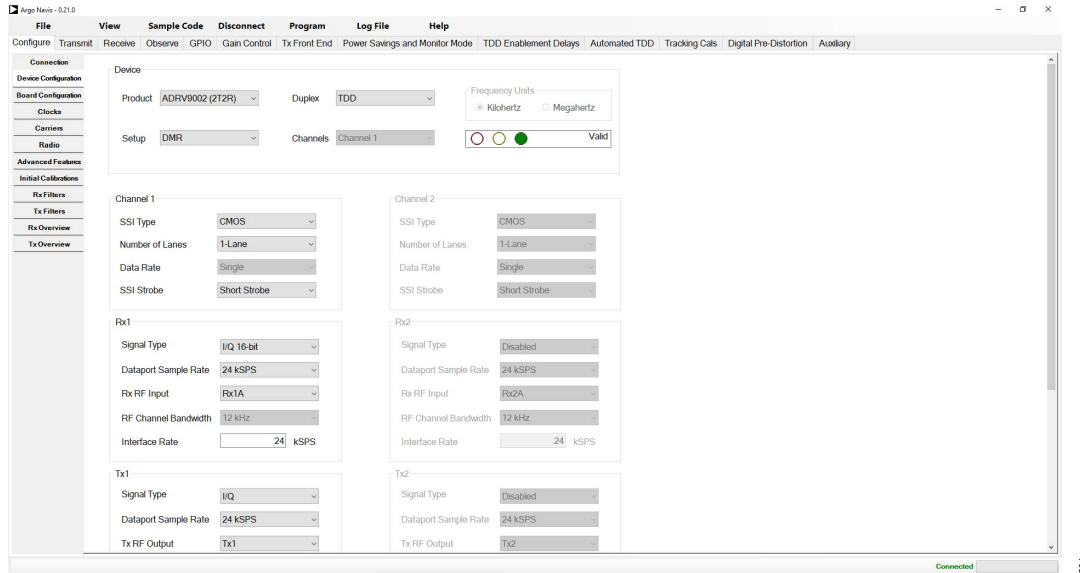 Argo Navis - 0.21.0
File View Sample Code Disconnect Program Log File Help
Configure Transmit Receive Observe GPIO Gain Control Tx Front End Power Savings and Monitor Mode TDD Enablement Delays Automated TDD Tracking Cals Digital Pre-Distortion Auxiliary
Connection
Device Configuration
Board Configuration
Clocks
Carriers
Radio
Advanced Features
Initial Calibrations
Rx Filters
Tx Filters
Rx Overview
Tx Overview
Device
Product ADRV9002 (2T2R) Duplex TDD
Frequency Units
Kilohertz Megahertz
Setup DMR Channels Channel 1 Valid
Channel 1
SSI Type CMOS
Number of Lanes 1-Lane
Data Rate Single
SSI Strobe Short Strobe
Channel 2
SSI Type CMOS
Number of Lanes 1-Lane
Data Rate Single
SSI Strobe Short Strobe
Rx1
Signal Type I/Q 16-bit
Dataport Sample Rate 24 kSPS
Rx RF Input Rx1A
RF Channel Bandwidth 12 kHz
Interface Rate 24 kSPS
Rx2
Signal Type Disabled
Dataport Sample Rate 24 kSPS
Rx RF Input Rx2A
RF Channel Bandwidth 12 kHz
Interface Rate 24 kSPS
Tx1
Signal Type I/Q
Dataport Sample Rate 24 kSPS
Tx RF Output Tx1
Tx2
Signal Type Disabled
Dataport Sample Rate 24 kSPS
Tx RF Output Tx2
Connected